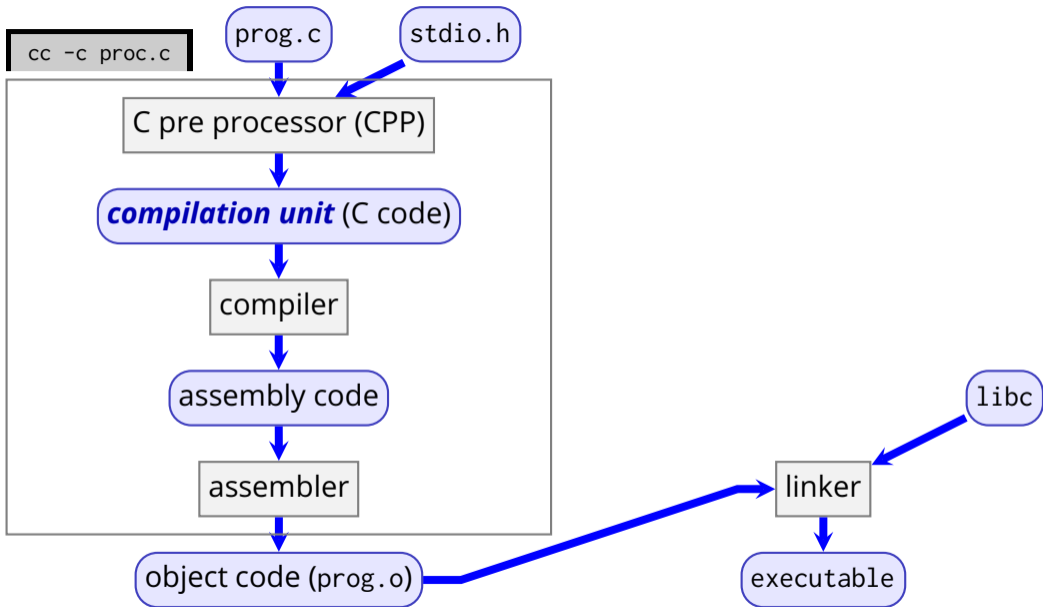 prog.c
stdio.h
cc -c proc.c
C pre processor (CPP)
compilation unit (C code)
compiler
assembly code
libc
assembler
linker
object code (prog.o)
executable